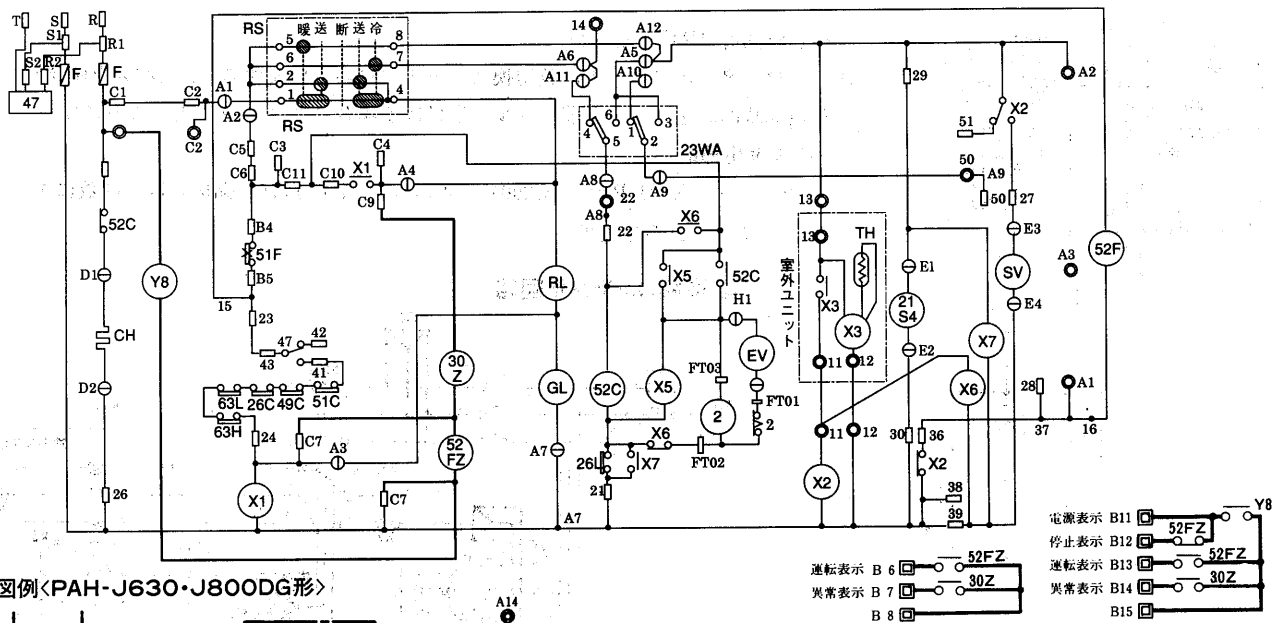 T S R
S1 R1
S2 R2 F F
47
C1 C2 A1
C2
RS 暖 送 断 送 冷
5 8
6 7
2
1 4
RS
A2
14 A12
A6 A5
A11 A10
4 6 5 1 2 3
23WA
A2
29
51 X2
50 A9
50 27
C5 C3 C4
C6 C11 C10 X1 A4
C9
A8 22 A9
A8
22
X6
13
13
TH
室外ユニット
X3
X3
11 12
E3
SV
E4
A3
52F
52C
D1
Y8
CH
D2
26
B4
51F
B5
15
23
43 47 42
41
63L 26C 49C 51C
63H
24
C7
A3
X1
C7
30
Z
52
FZ
RL
GL
A7
A7
X5 52C
H1
EV
FT03
FT01
52C X5 2 2
X6
26L X7 FT02
21
E1
21
S4
E2
X7
X6
11 12
X2
30 36
X2
38
39
28 A1
37 16
電源表示 B11 Y8
停止表示 B12 52FZ
運転表示 B13 52FZ
異常表示 B14 30Z
B15
運転表示 B 6 52FZ
異常表示 B 7 30Z
B 8
図例〈PAH-J630・J800DG形〉
A14